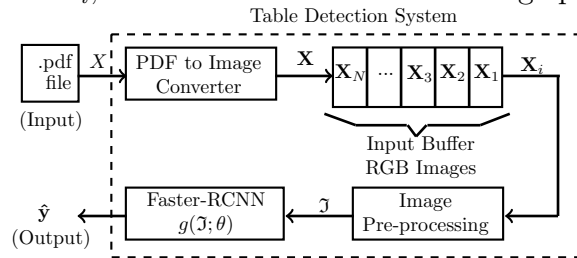 Table Detection System
.pdf
file
X
PDF to Image
Converter
𝐗
𝐗_N ... 𝐗_3 𝐗_2 𝐗_1
𝐗_i
(Input)
Input Buffer
RGB Images
Faster-RCNN
g(ℑ; θ)
ℑ
Image
Pre-processing
ŷ
(Output)